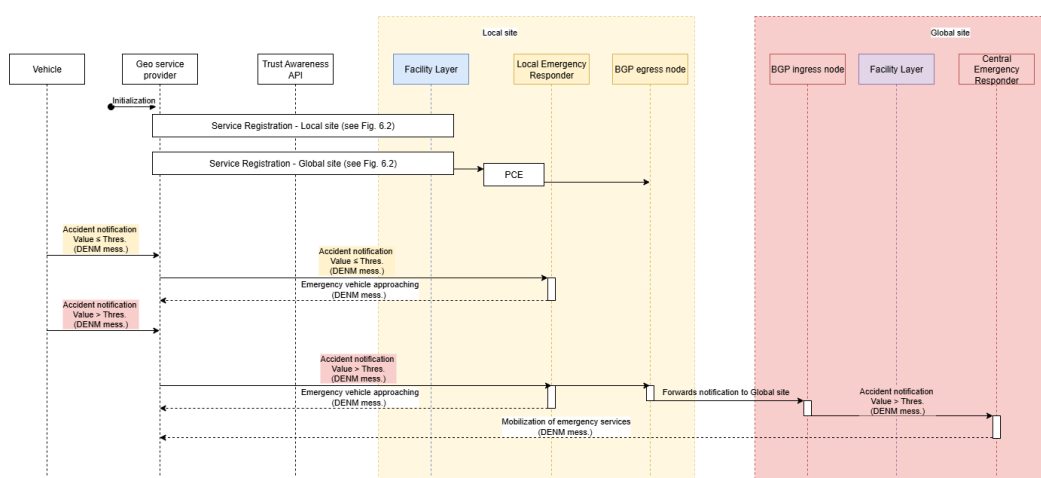 Local site
Global site
Vehicle
Geo service
provider
Trust Awareness
API
Facility Layer
Local Emergency
Responder
BGP egress node
BGP ingress node
Facility Layer
Central
Emergency
Responder
Initialization
Service Registration - Local site (see Fig. 6.2)
Service Registration - Global site (see Fig. 6.2)
PCE
Accident notification
Value ≤ Thres.
(DENM mess.)
Accident notification
Value ≤ Thres.
(DENM mess.)
Emergency vehicle approaching
(DENM mess.)
Accident notification
Value > Thres.
(DENM mess.)
Accident notification
Value > Thres.
(DENM mess.)
Emergency vehicle approaching
(DENM mess.)
Forwards notification to Global site
Accident notification
Value > Thres.
(DENM mess.)
Mobilization of emergency services
(DENM mess.)